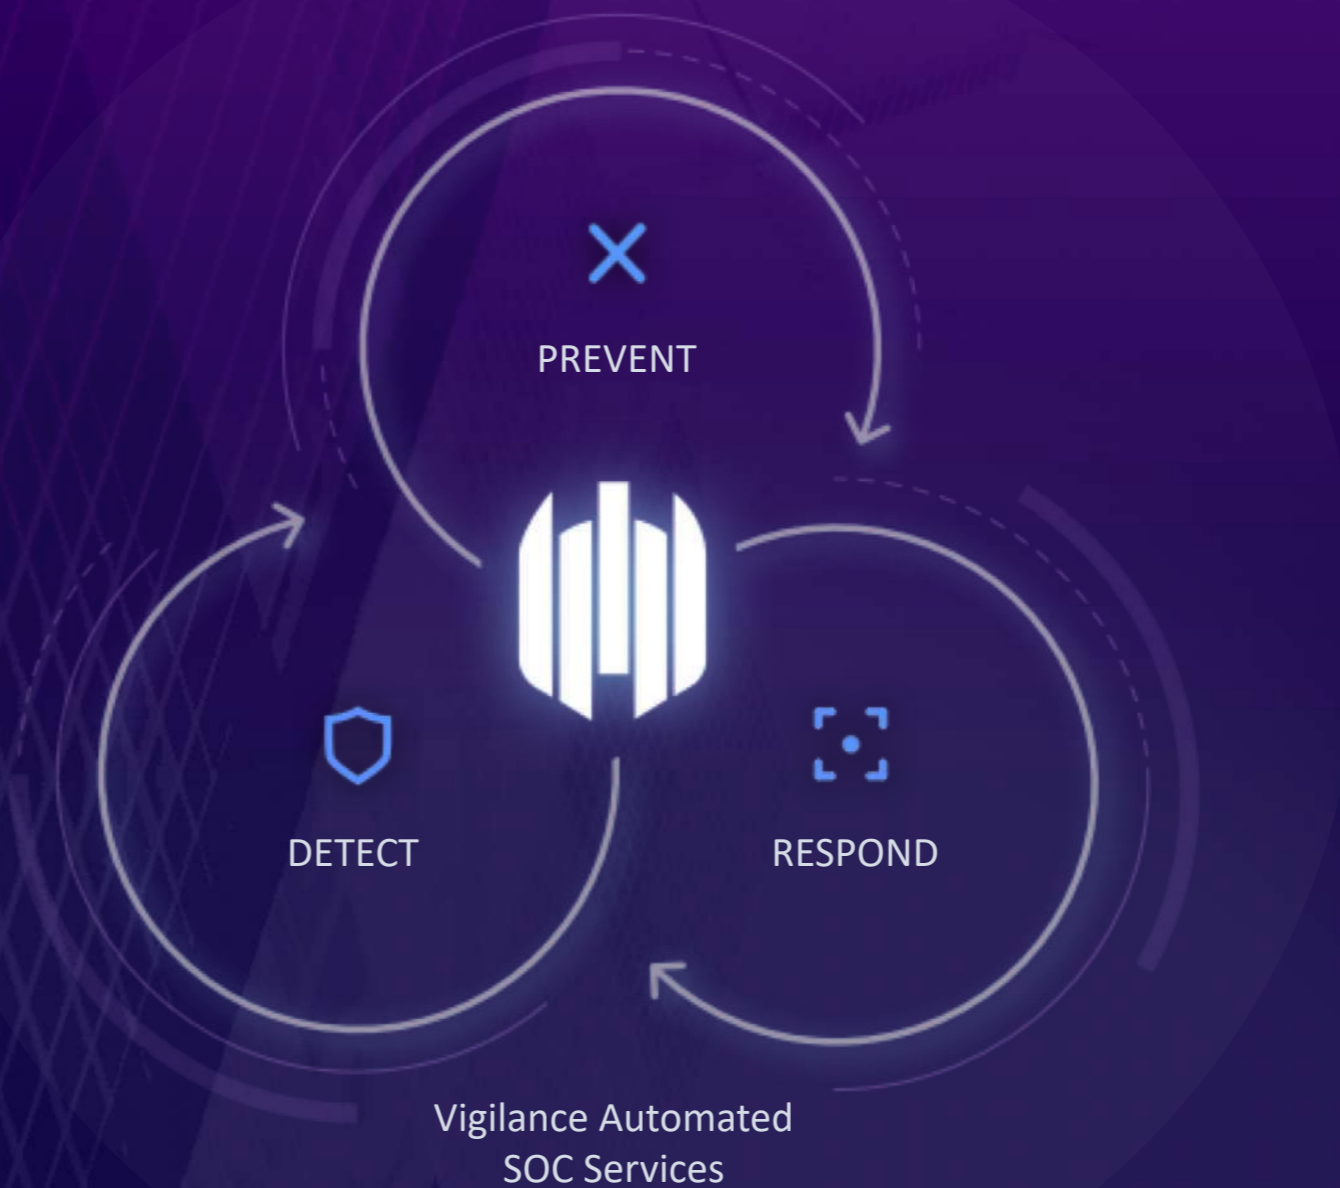 PREVENT
DETECT
RESPOND
Vigilance Automated
SOC Services